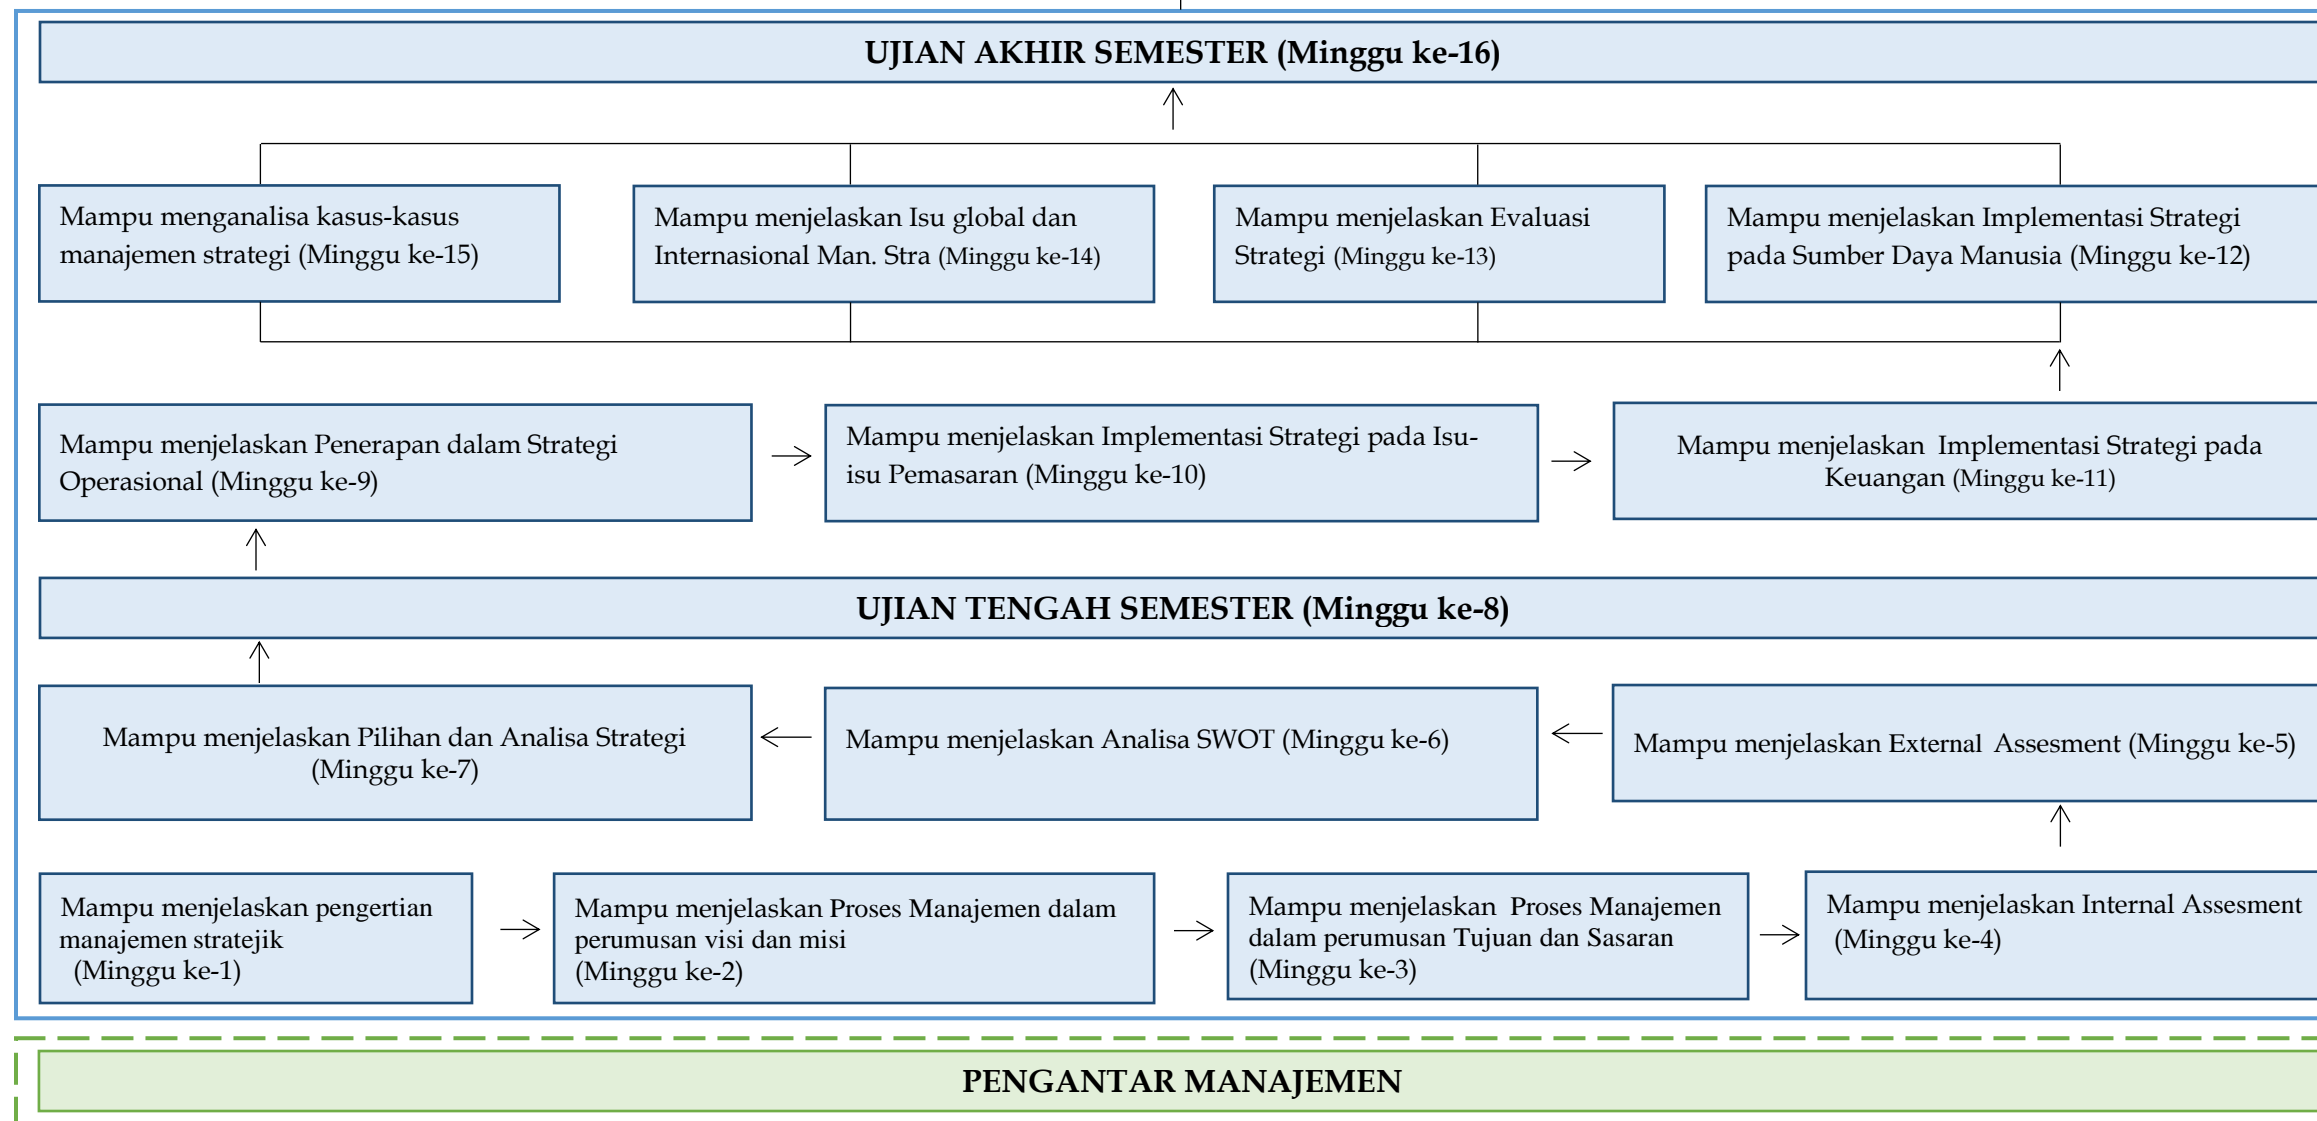 UJIAN AKHIR SEMESTER (Minggu ke-16)
Mampu menganalisa kasus-kasus
manajemen strategi (Minggu ke-15)
Mampu menjelaskan Isu global dan
Internasional Man. Stra (Minggu ke-14)
Mampu menjelaskan Evaluasi
Strategi (Minggu ke-13)
Mampu menjelaskan Implementasi Strategi
pada Sumber Daya Manusia (Minggu ke-12)
Mampu menjelaskan Penerapan dalam Strategi
Operasional (Minggu ke-9)
Mampu menjelaskan Implementasi Strategi pada Isu-
isu Pemasaran (Minggu ke-10)
Mampu menjelaskan Implementasi Strategi pada
Keuangan (Minggu ke-11)
UJIAN TENGAH SEMESTER (Minggu ke-8)
Mampu menjelaskan Pilihan dan Analisa Strategi
(Minggu ke-7)
Mampu menjelaskan Analisa SWOT (Minggu ke-6)
Mampu menjelaskan External Assesment (Minggu ke-5)
Mampu menjelaskan pengertian
manajemen stratejik
(Minggu ke-1)
Mampu menjelaskan Proses Manajemen dalam
perumusan visi dan misi
(Minggu ke-2)
Mampu menjelaskan Proses Manajemen
dalam perumusan Tujuan dan Sasaran
(Minggu ke-3)
Mampu menjelaskan Internal Assesment
(Minggu ke-4)
PENGANTAR MANAJEMEN